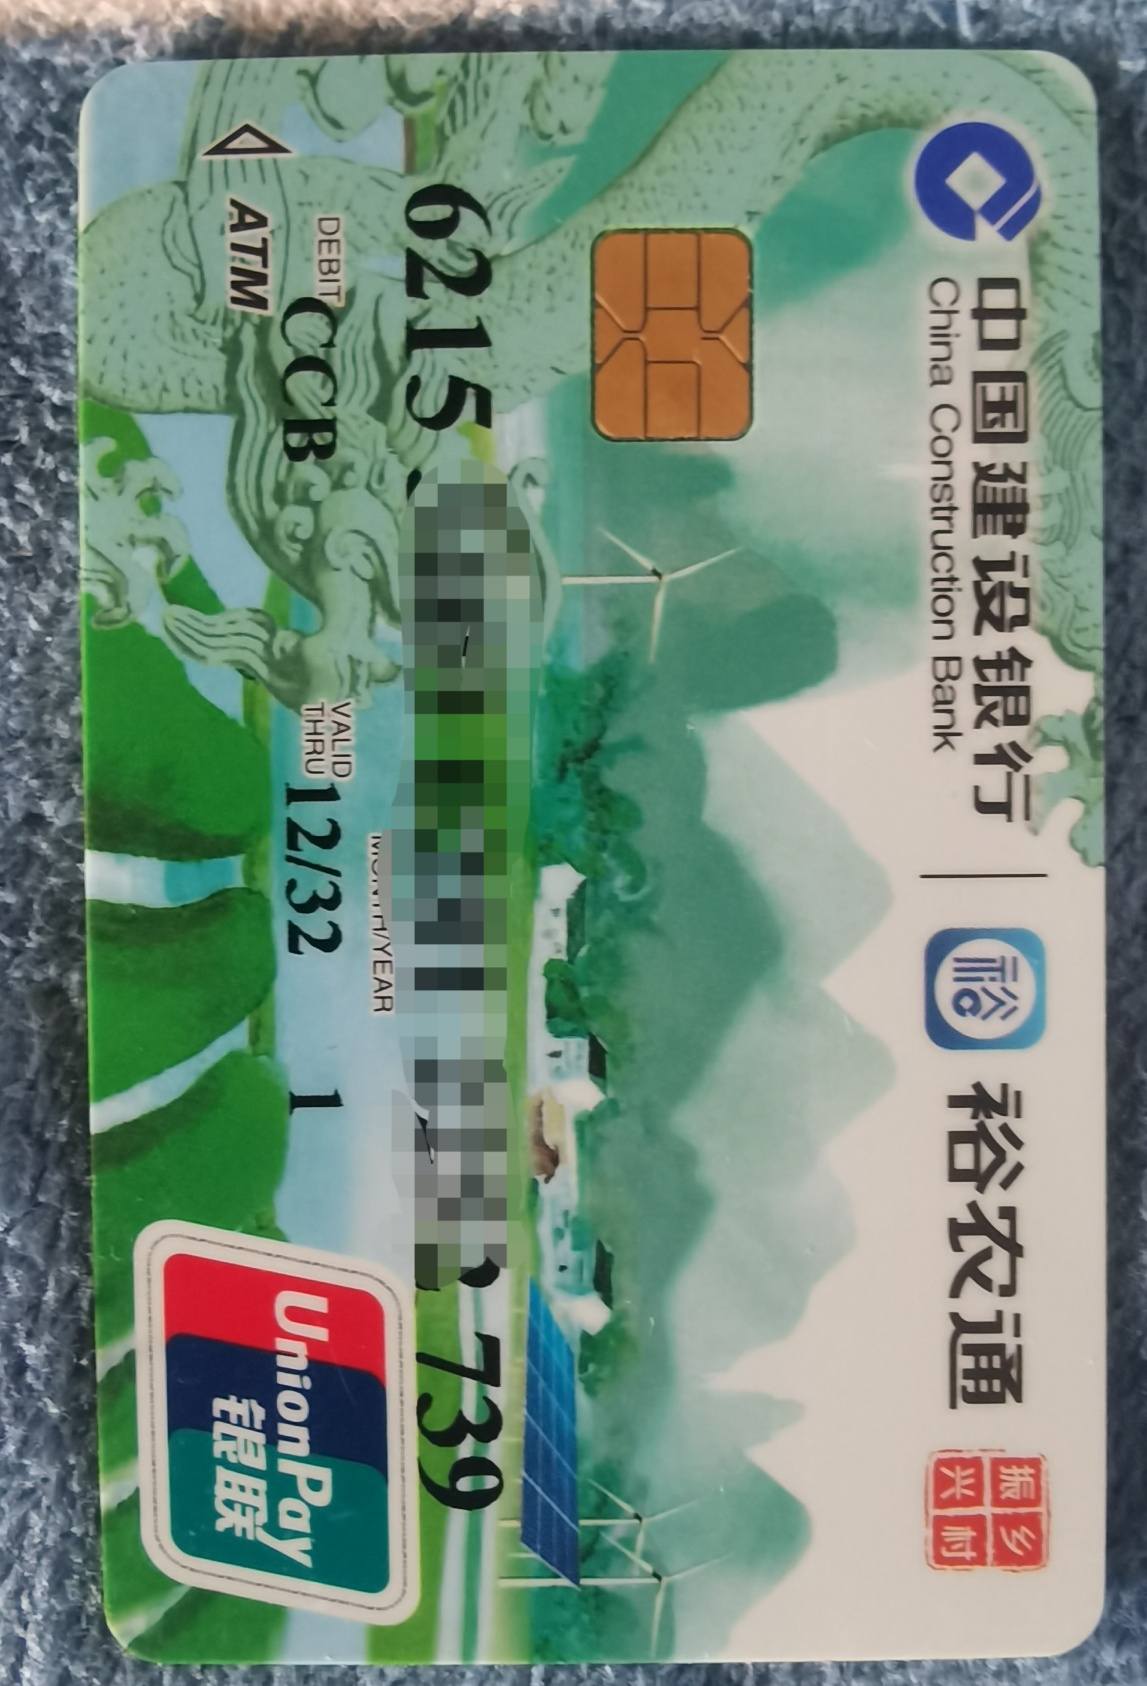 中国建设银行
China Construction Bank
裕
裕农通
乡村
振兴
6215
739
MONTH/YEAR
VALID
THRU
12/32
1
DEBIT
CCB
ATM
UnionPay
银联